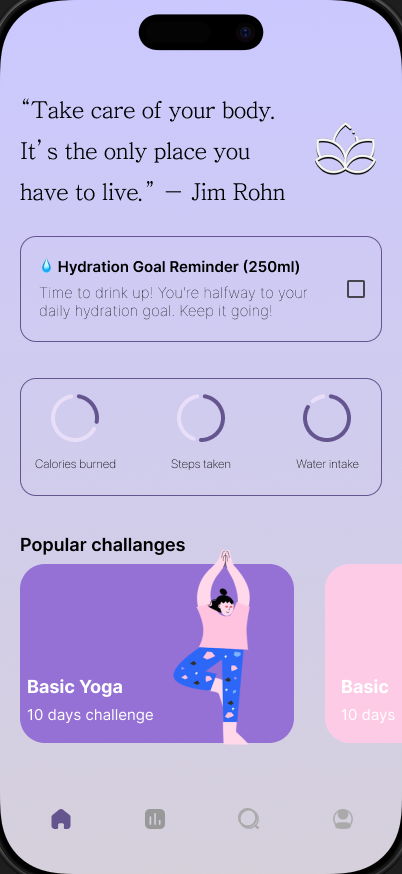 “Take care of your body.
It’s the only place you
have to live.” – Jim Rohn
💧 Hydration Goal Reminder (250ml)
Time to drink up! You're halfway to your
daily hydration goal. Keep it going!
Calories burned
Steps taken
Water intake
Popular challanges
Basic Yoga
10 days challenge
Basic
10 days